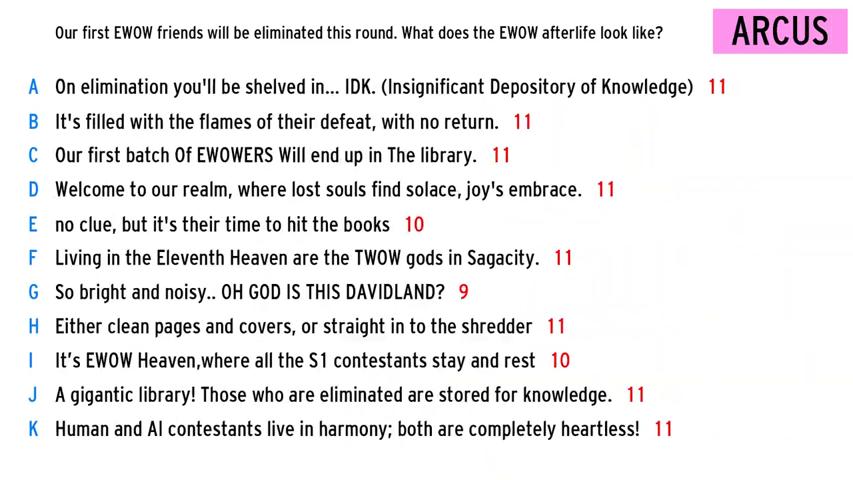 Our first EWOW friends will be eliminated this round. What does the EWOW afterlife look like?
ARCUS
A On elimination you'll be shelved in... IDK. (Insignificant Depository of Knowledge) 11
B It's filled with the flames of their defeat, with no return. 11
C Our first batch Of EWOWERS Will end up in The library. 11
D Welcome to our realm, where lost souls find solace, joy's embrace. 11
E no clue, but it's their time to hit the books 10
F Living in the Eleventh Heaven are the TWOW gods in Sagacity. 11
G So bright and noisy.. OH GOD IS THIS DAVIDLAND? 9
H Either clean pages and covers, or straight in to the shredder 11
I It's EWOW Heaven,where all the S1 contestants stay and rest 10
J A gigantic library! Those who are eliminated are stored for knowledge. 11
K Human and AI contestants live in harmony; both are completely heartless! 11